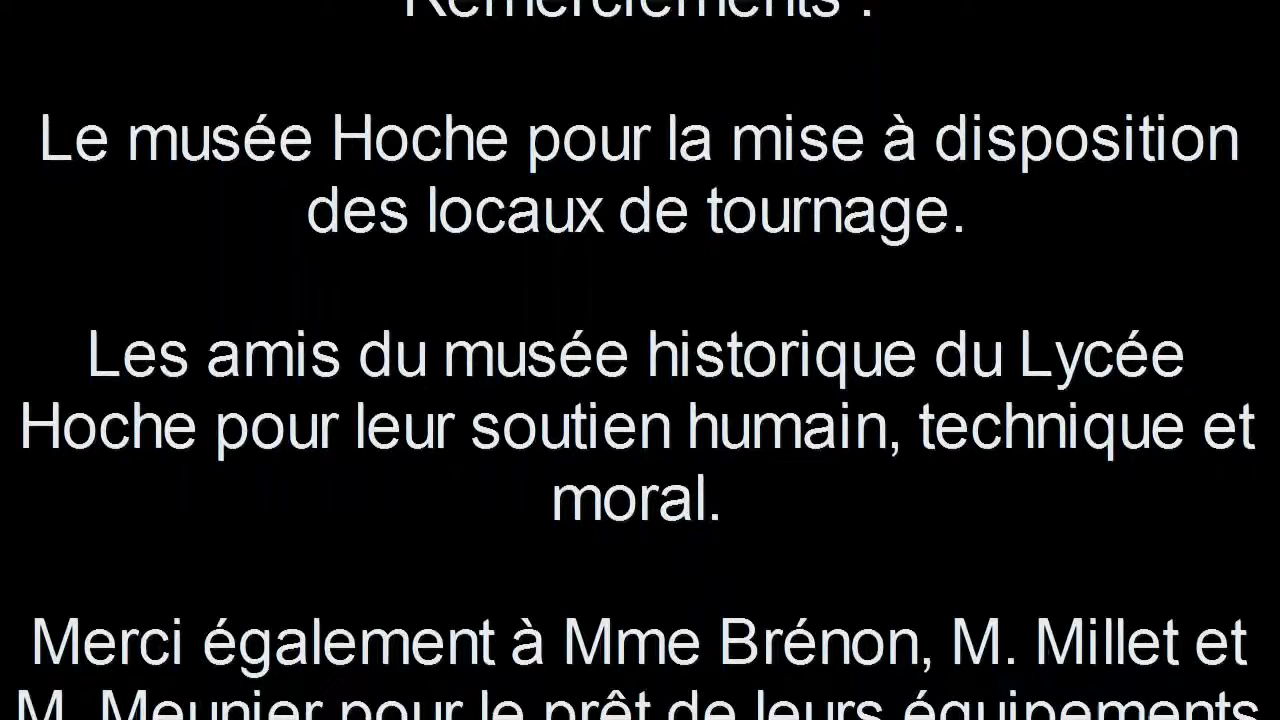 Remerciements :
Le musée Hoche pour la mise à disposition
des locaux de tournage.
Les amis du musée historique du Lycée
Hoche pour leur soutien humain, technique et
moral.
Merci également à Mme Brénon, M. Millet et
M. Meunier pour le prêt de leurs équipements